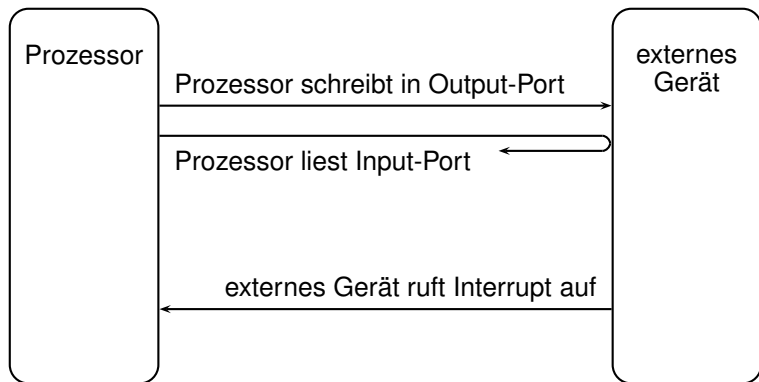 Prozessor
externes
Gerät
Prozessor schreibt in Output-Port
Prozessor liest Input-Port
externes Gerät ruft Interrupt auf